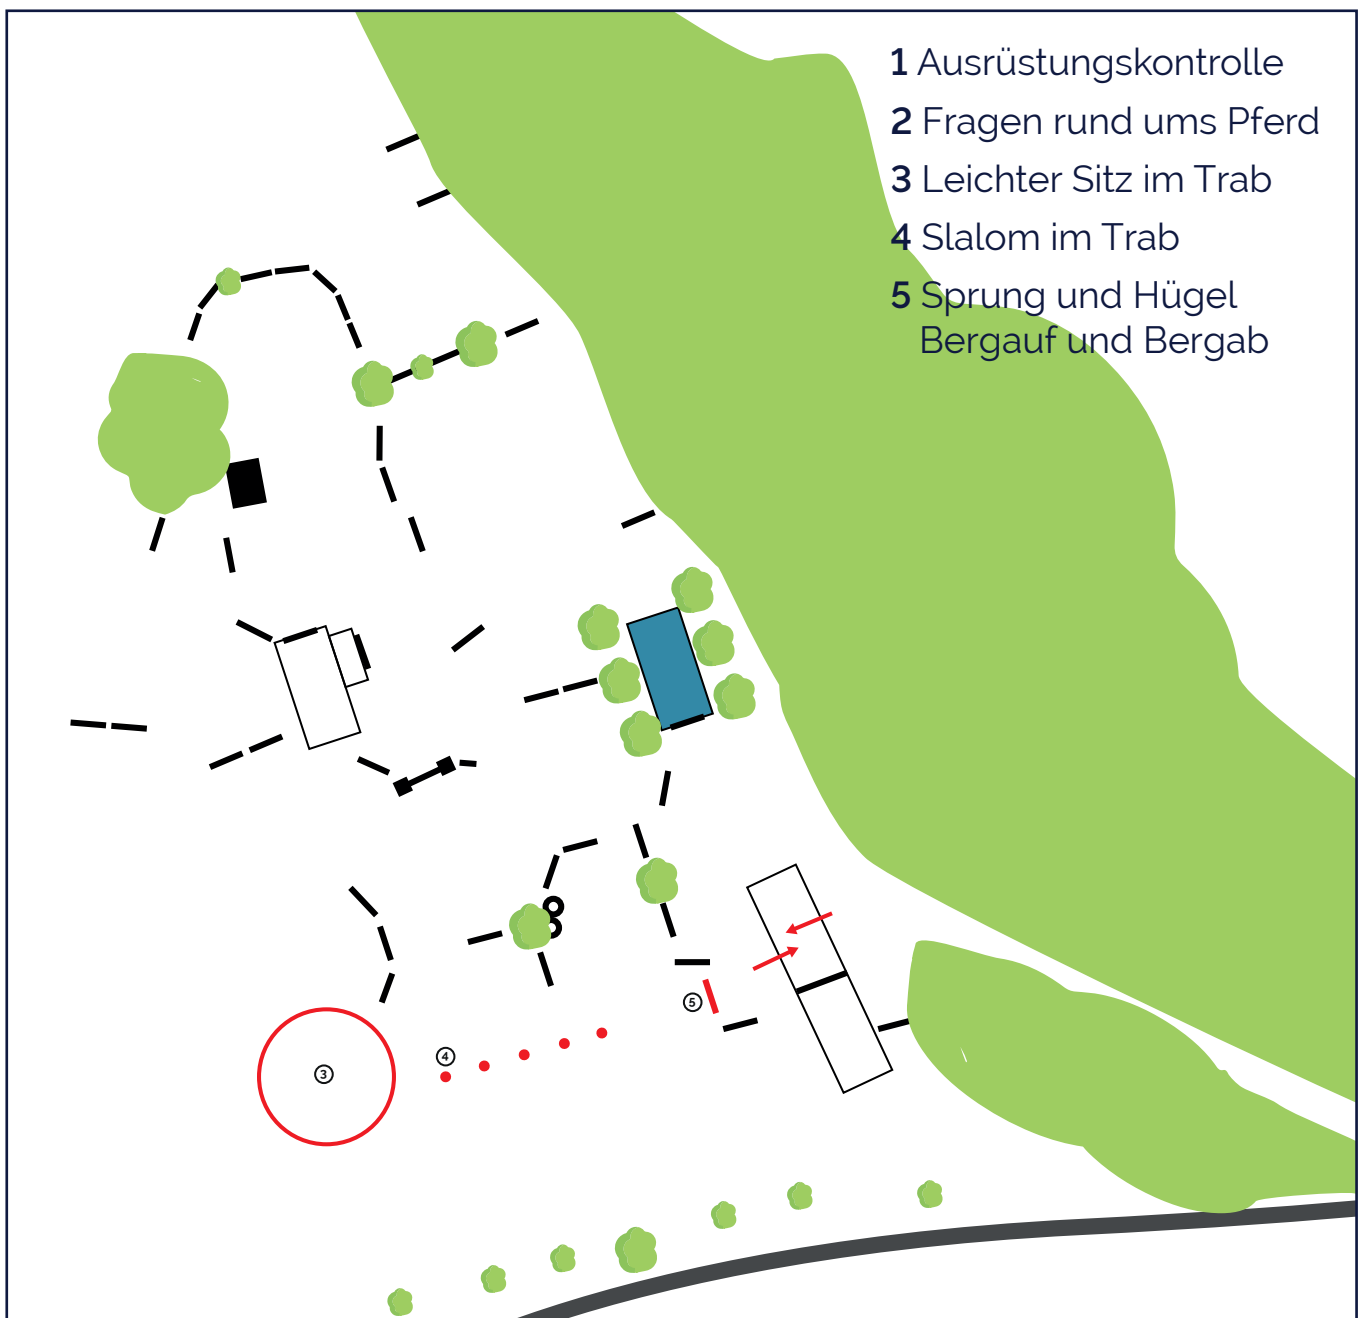 1 Ausrüstungskontrolle
2 Fragen rund ums Pferd
3 Leichter Sitz im Trab
4 Slalom im Trab
5 Sprung und Hügel
Bergauf und Bergab
5
4
3